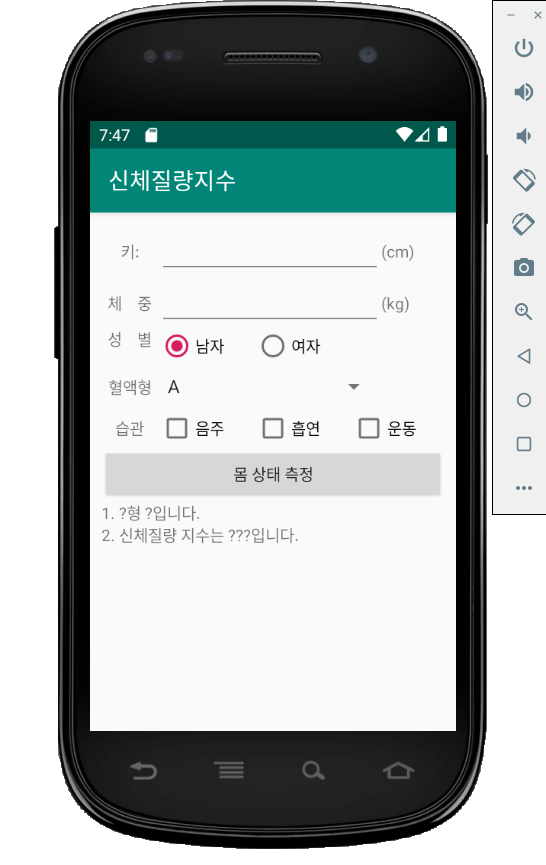 7:47
신체질량지수
키: (cm)
체 중 (kg)
성 별 남자 여자
혈액형 A
습관 음주 흡연 운동
몸 상태 측정
1. ?형 ?입니다.
2. 신체질량 지수는 ???입니다.